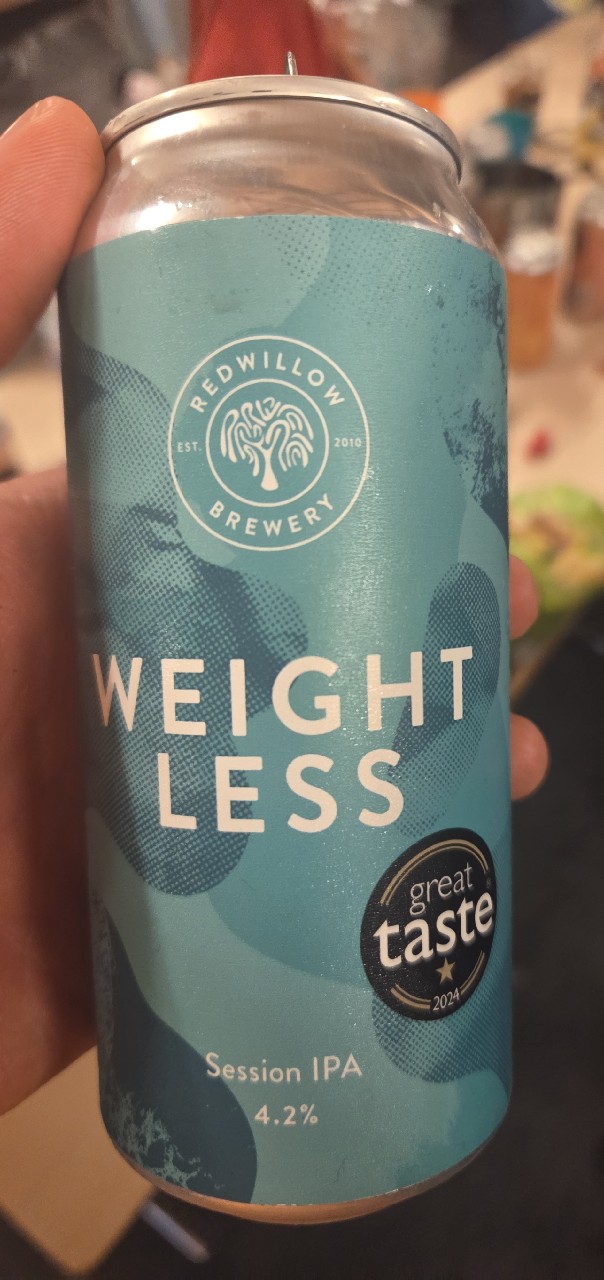 REDWILLOW
EST. 2010
BREWERY
WEIGHT
LESS
great
taste
2024
Session IPA
4.2%